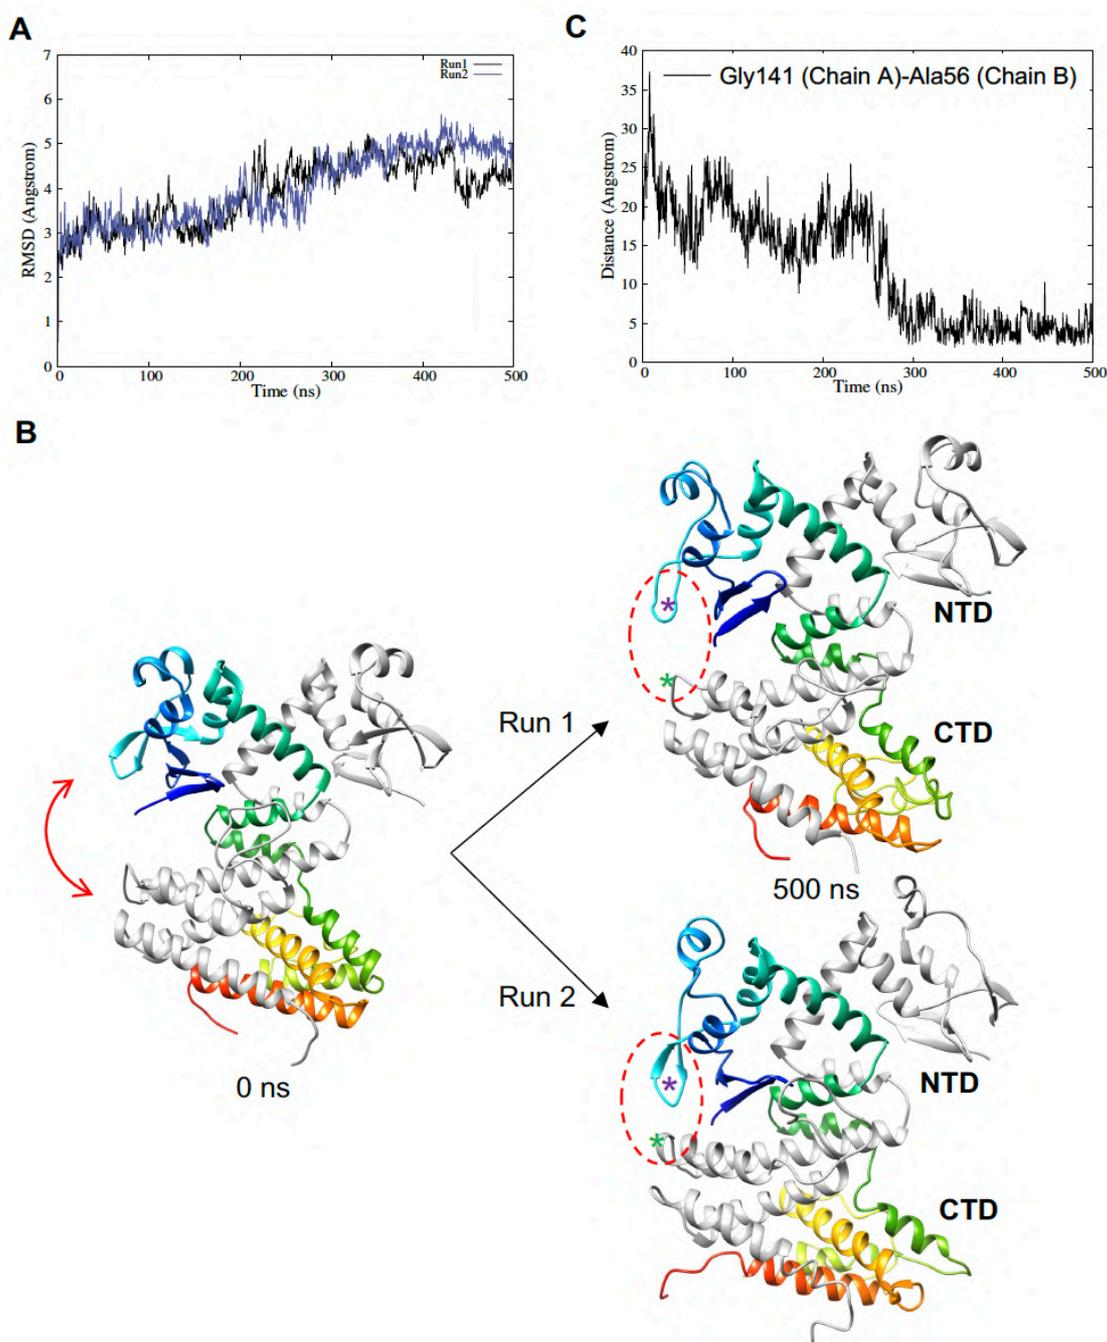 A
7
6
5
4
3
2
1
0
RMSD (Angstrom)
Run1
Run2
0
100
200
300
400
500
Time (ns)
C
40
35
30
25
20
15
10
5
0
Distance (Angstrom)
Gly141 (Chain A)-Ala56 (Chain B)
0
100
200
300
400
500
Time (ns)
B
0 ns
Run 1
Run 2
*
*
NTD
CTD
500 ns
*
*
NTD
CTD